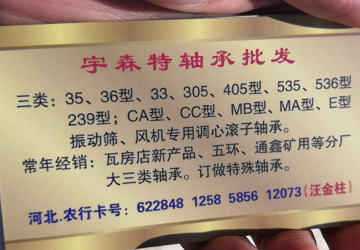 宇森特轴承批发
三类：35、36型、33、305、405型、535、536型
239型；CA型、CC型、MB型、MA型、E型
振动筛、风机专用调心滚子轴承。
常年经销：瓦房店新产品、五环、通鑫矿用等分厂
大三类轴承。订做特殊轴承。
河北.农行卡号：622848 1258 5856 12073(汪金柱)